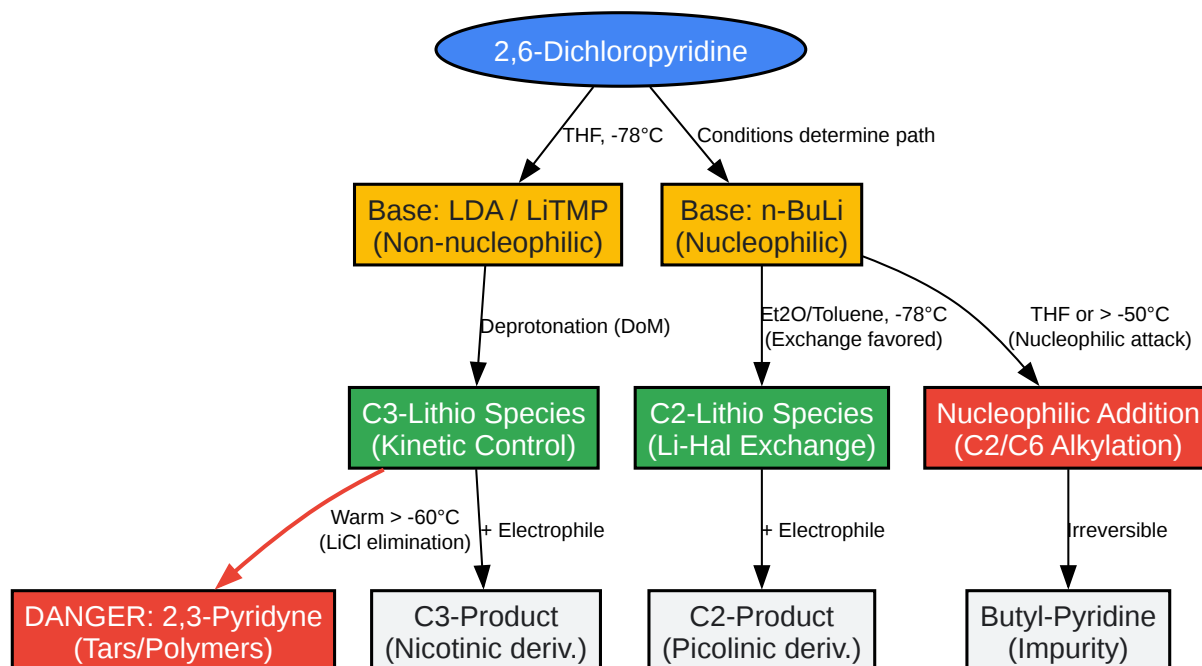 2,6-Dichloropyridine
THF, -78°C
Conditions determine path
Base: LDA / LiTMP
(Non-nucleophilic)
Base: n-BuLi
(Nucleophilic)
Deprotonation (DoM)
Et2O/Toluene, -78°C
(Exchange favored)
THF or > -50°C
(Nucleophilic attack)
C3-Lithio Species
(Kinetic Control)
C2-Lithio Species
(Li-Hal Exchange)
Nucleophilic Addition
(C2/C6 Alkylation)
Warm > -60°C
(LiCl elimination)
+ Electrophile
+ Electrophile
Irreversible
DANGER: 2,3-Pyridyne
(Tars/Polymers)
C3-Product
(Nicotinic deriv.)
C2-Product
(Picolinic deriv.)
Butyl-Pyridine
(Impurity)